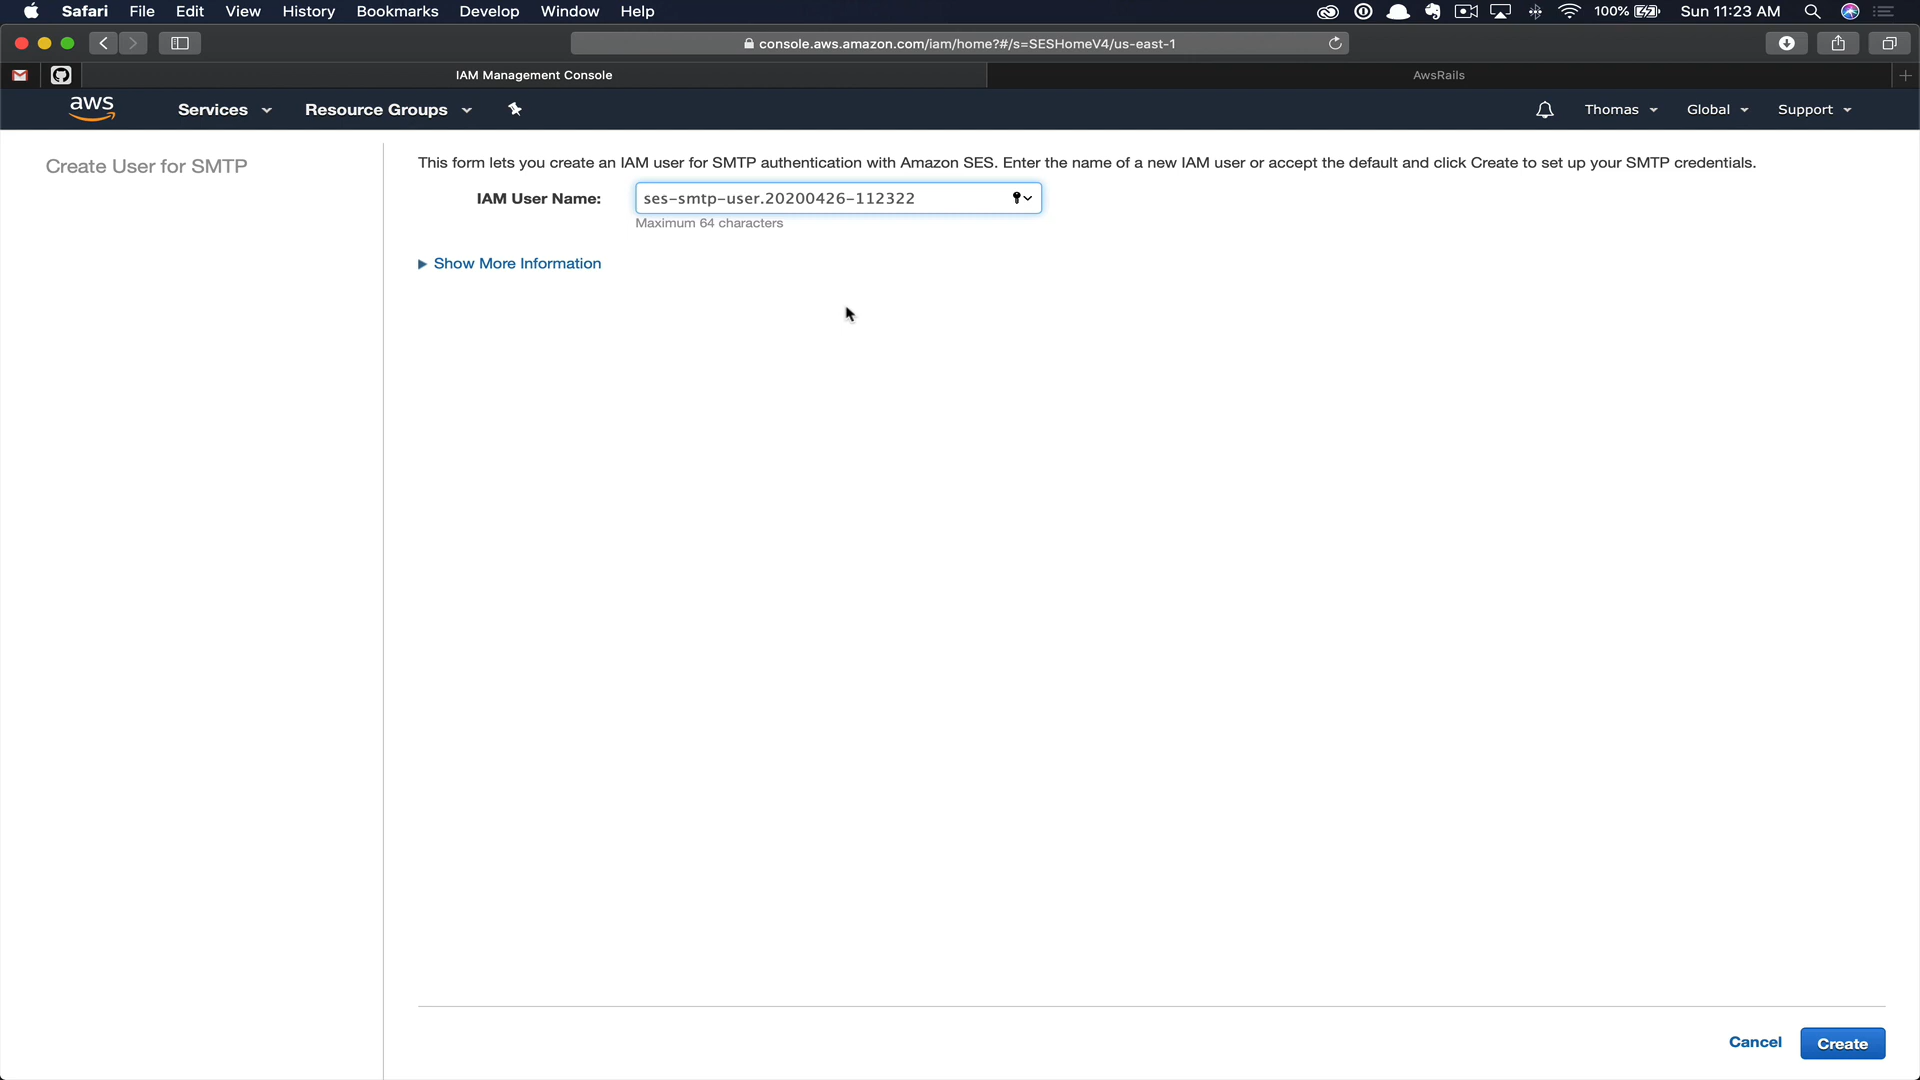 Safari File Edit View History Bookmarks Develop Window Help 100% Sun 11:23 AM
console.aws.amazon.com/iam/home?#/s=SESHomeV4/us-east-1
IAM Management Console AwsRails
aws Services Resource Groups Thomas Global Support
Create User for SMTP
This form lets you create an IAM user for SMTP authentication with Amazon SES. Enter the name of a new IAM user or accept the default and click Create to set up your SMTP credentials.
IAM User Name: ses-smtp-user.20200426-112322
Maximum 64 characters
Show More Information
Cancel Create